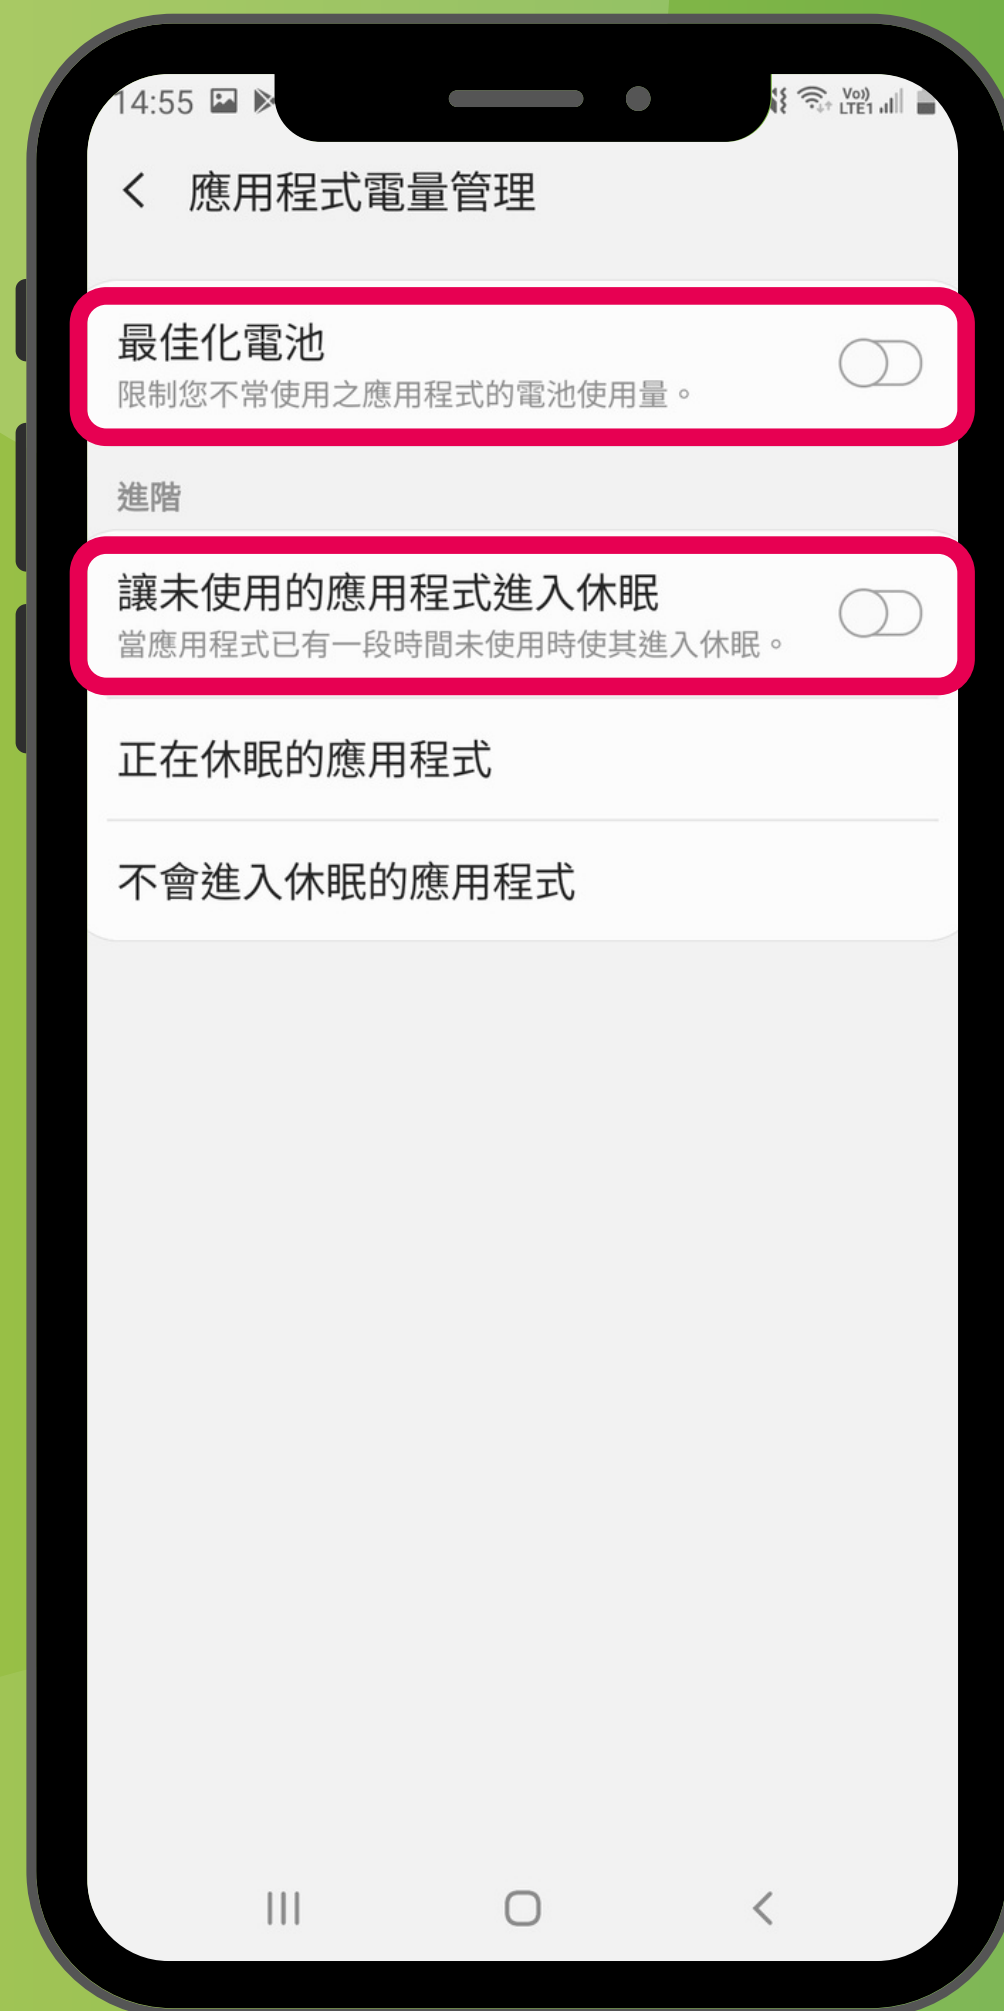 14:55
Vo))
LTE1
應用程式電量管理
最佳化電池
限制您不常使用之應用程式的電池使用量。
進階
讓未使用的應用程式進入休眠
當應用程式已有一段時間未使用時使其進入休眠。
正在休眠的應用程式
不會進入休眠的應用程式